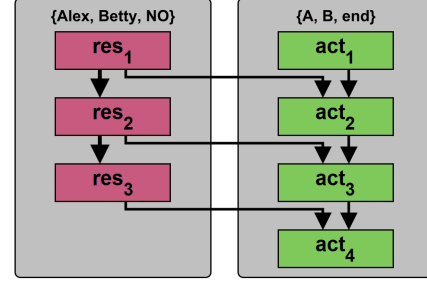 {Alex, Betty, NO} {A, B, end}
res₁ act₁
res₂ act₂
res₃ act₃
act₄